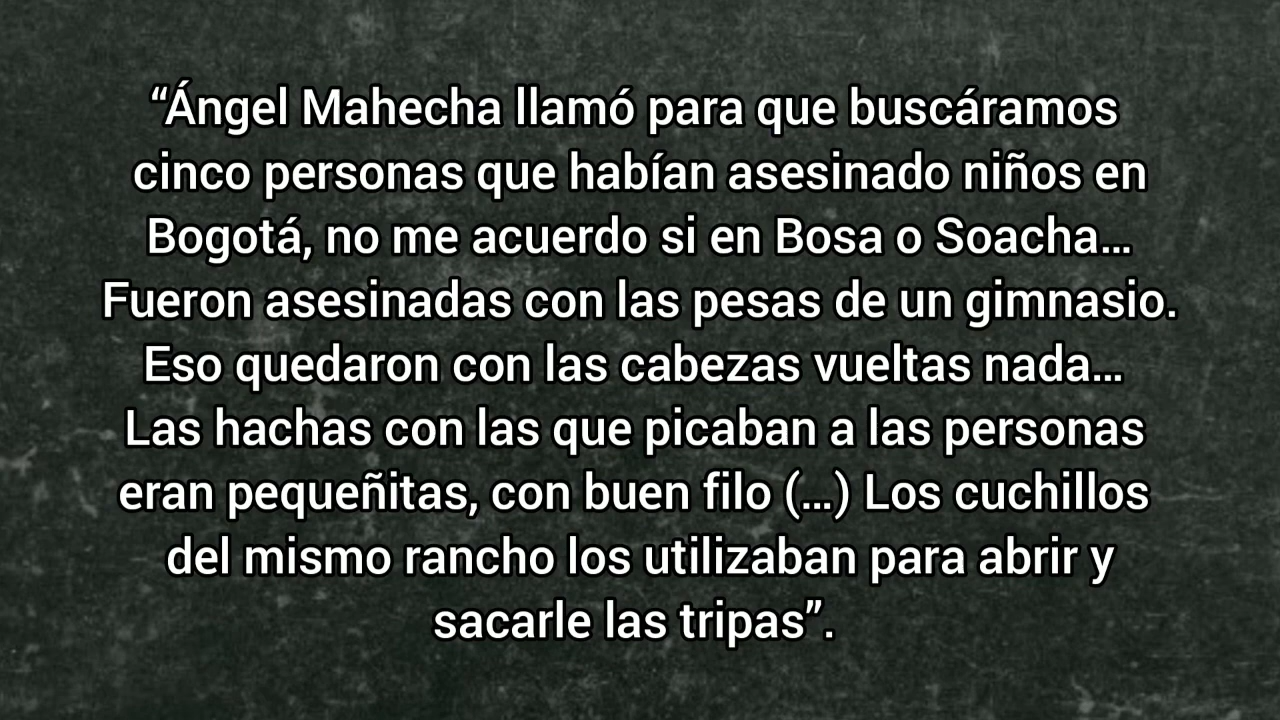 “Ángel Mahecha llamó para que buscáramos
cinco personas que habían asesinado niños en
Bogotá, no me acuerdo si en Bosa o Soacha...
Fueron asesinadas con las pesas de un gimnasio.
Eso quedaron con las cabezas vueltas nada...
Las hachas con las que picaban a las personas
eran pequeñitas, con buen filo (...) Los cuchillos
del mismo rancho los utilizaban para abrir y
sacarle las tripas”.